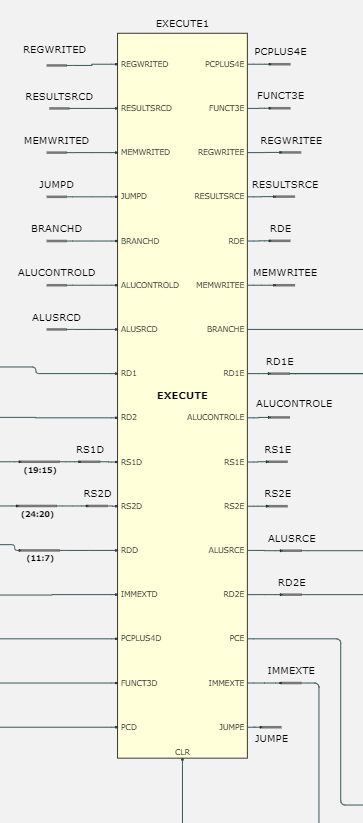 EXECUTE1
REGWRITED REGWRITED PCPLUS4E PCPLUS4E
RESULTSRCD RESULTSRCD FUNCT3E FUNCT3E
MEMWRITED MEMWRITED REGWRITEE REGWRITEE
JUMPD JUMPD RESULTSRCE RESULTSRCE
BRANCHD BRANCHD RDE RDE
ALUCONTROLD ALUCONTROLD MEMWRITEE MEMWRITEE
ALUSRCD ALUSRCD BRANCHE
RD1 RD1E RD1E
EXECUTE
RD2 ALUCONTROLE ALUCONTROLE
RS1D RS1D RS1E RS1E
(19:15)
RS2D RS2D RS2E RS2E
(24:20)
RDD ALUSRCE ALUSRCE
(11:7)
IMMEXTD RD2E RD2E
PCPLUS4D PCE
FUNCT3D IMMEXTE IMMEXTE
PCD JUMPE JUMPE
CLR